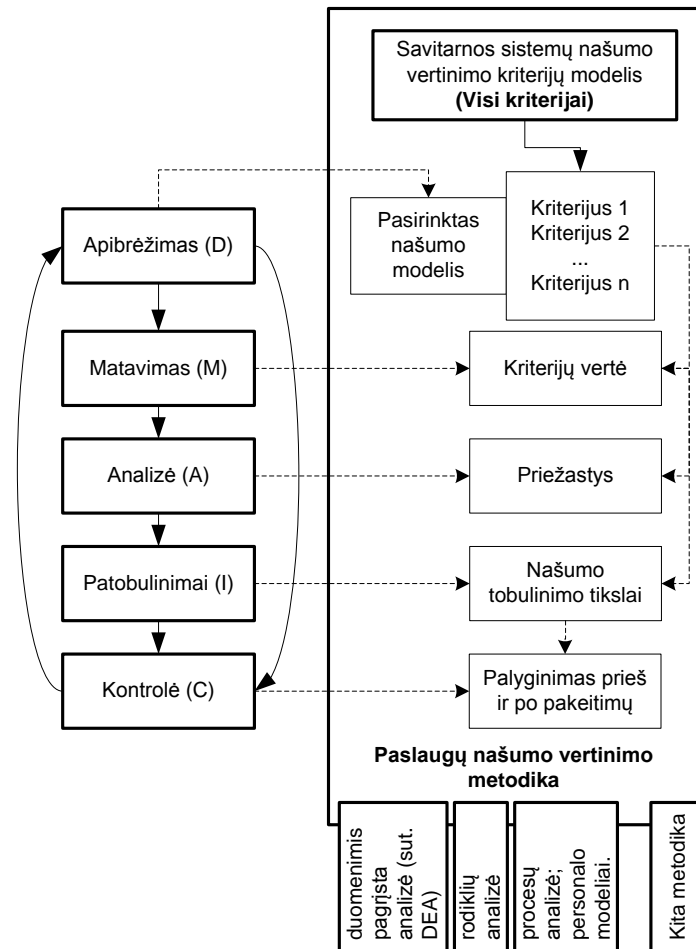 Savitarnos sistemų našumo
vertinimo kriterijų modelis
(Visi kriterijai)
Pasirinktas
našumo
modelis
Kriterijus 1
Kriterijus 2
...
Kriterijus n
Apibrėžimas (D)
Matavimas (M)
Kriterijų vertė
Analizė (A)
Priežastys
Patobulinimai (I)
Našumo
tobulinimo tikslai
Kontrolė (C)
Palyginimas prieš
ir po pakeitimų
Paslaugų našumo vertinimo
metodika
duomenimis
pagrįsta
analizė (sut.
DEA)
rodiklių
analizė
procesų
analizė;
personalo
modeliai.
Kita metodika